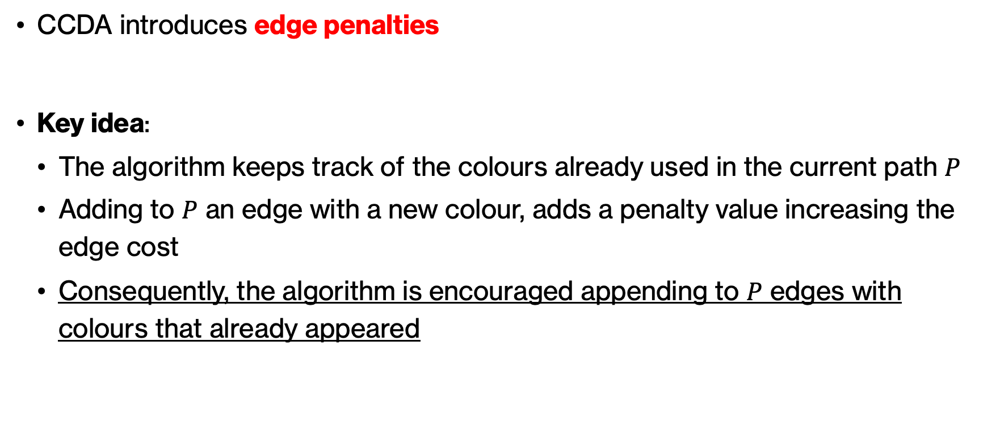 • CCDA introduces edge penalties
• Key idea:
• The algorithm keeps track of the colours already used in the current path P
• Adding to P an edge with a new colour, adds a penalty value increasing the
edge cost
• Consequently, the algorithm is encouraged appending to P edges with
colours that already appeared